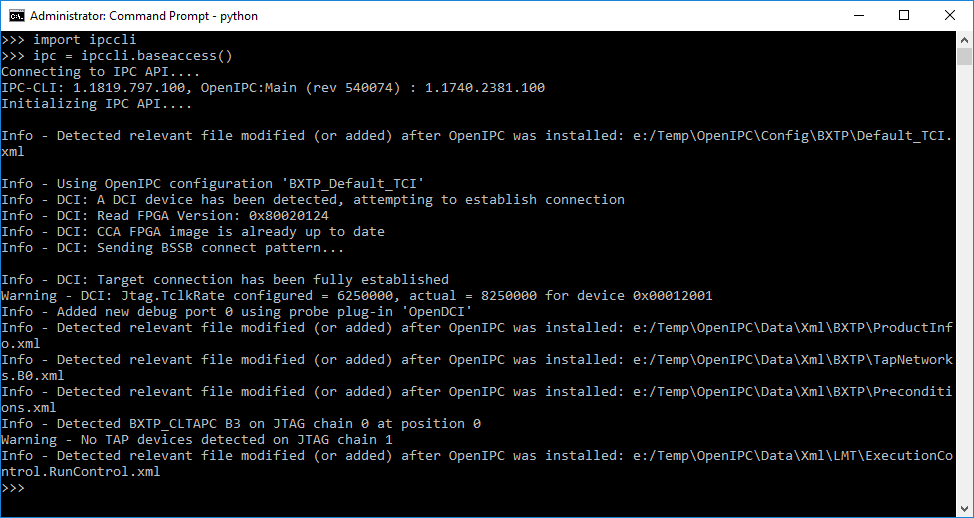 Administrator: Command Prompt - python
>>> import ipccli
>>> ipc = ipccli.baseaccess()
Connecting to IPC API....
IPC-CLI: 1.1819.797.100, OpenIPC:Main (rev 540074) : 1.1740.2381.100
Initializing IPC API....
Info - Detected relevant file modified (or added) after OpenIPC was installed: e:/Temp\OpenIPC\Config\BXTP\Default_TCI.
xml
Info - Using OpenIPC configuration 'BXTP_Default_TCI'
Info - DCI: A DCI device has been detected, attempting to establish connection
Info - DCI: Read FPGA Version: 0x80020124
Info - DCI: CCA FPGA image is already up to date
Info - DCI: Sending BSSB connect pattern...
Info - DCI: Target connection has been fully established
Warning - DCI: Jtag.TclkRate configured = 6250000, actual = 8250000 for device 0x00012001
Info - Added new debug port 0 using probe plug-in 'OpenDCI'
Info - Detected relevant file modified (or added) after OpenIPC was installed: e:/Temp\OpenIPC\Data\Xml\BXTP\ProductInf
o.xml
Info - Detected relevant file modified (or added) after OpenIPC was installed: e:/Temp\OpenIPC\Data\Xml\BXTP\TapNetwork
s.B0.xml
Info - Detected relevant file modified (or added) after OpenIPC was installed: e:/Temp\OpenIPC\Data\Xml\BXTP\Preconditi
ons.xml
Info - Detected BXTP_CLTAPC B3 on JTAG chain 0 at position 0
Warning - No TAP devices detected on JTAG chain 1
Info - Detected relevant file modified (or added) after OpenIPC was installed: e:/Temp\OpenIPC\Data\Xml\LMT\ExecutionCo
ntrol.RunControl.xml
>>>